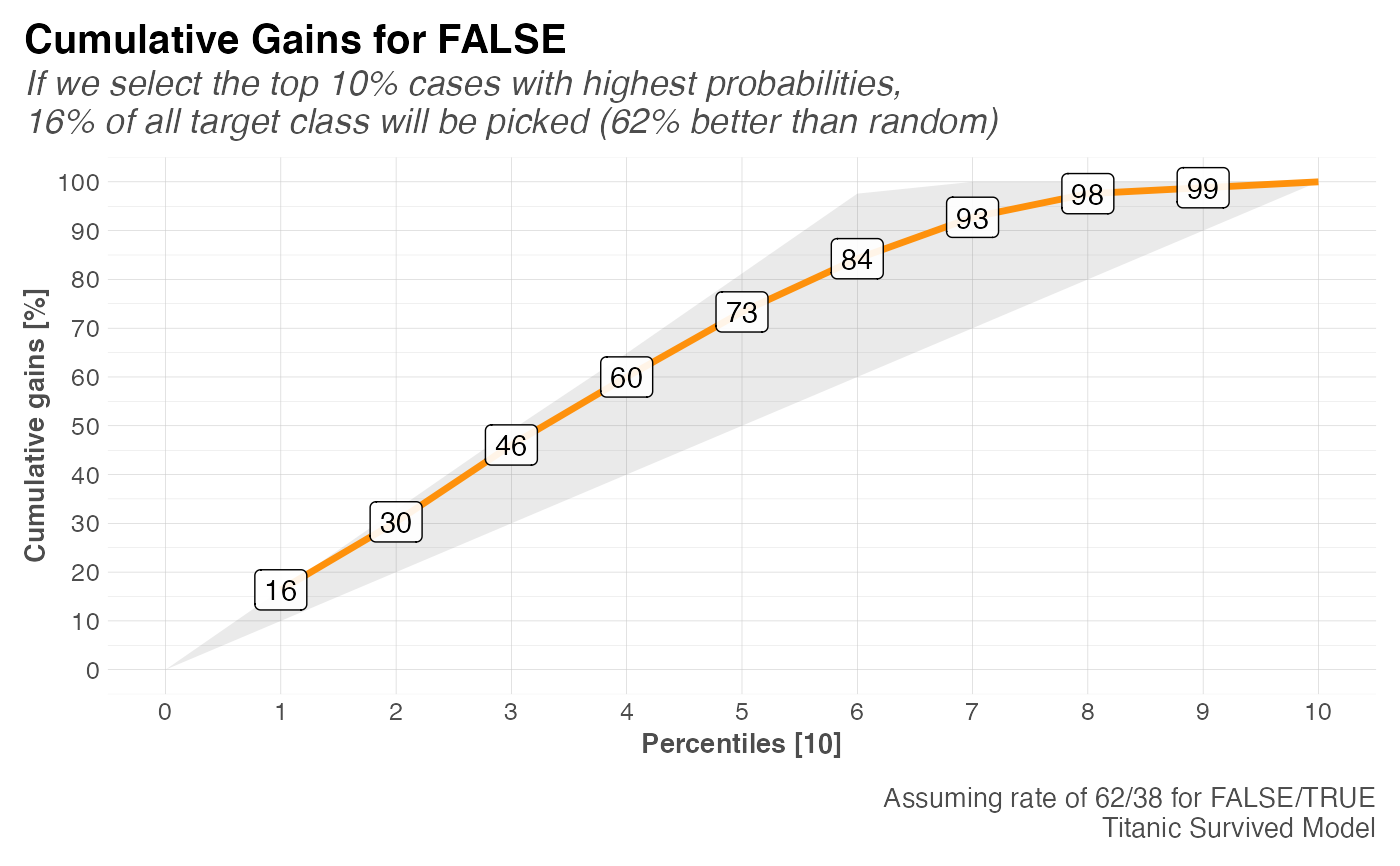 Cumulative Gains for FALSE
If we select the top 10% cases with highest probabilities,
16% of all target class will be picked (62% better than random)
Cumulative gains [%]
100
90
80
70
60
50
40
30
20
10
0
16
30
46
60
73
84
93
98
99
0 1 2 3 4 5 6 7 8 9 10
Percentiles [10]
Assuming rate of 62/38 for FALSE/TRUE
Titanic Survived Model